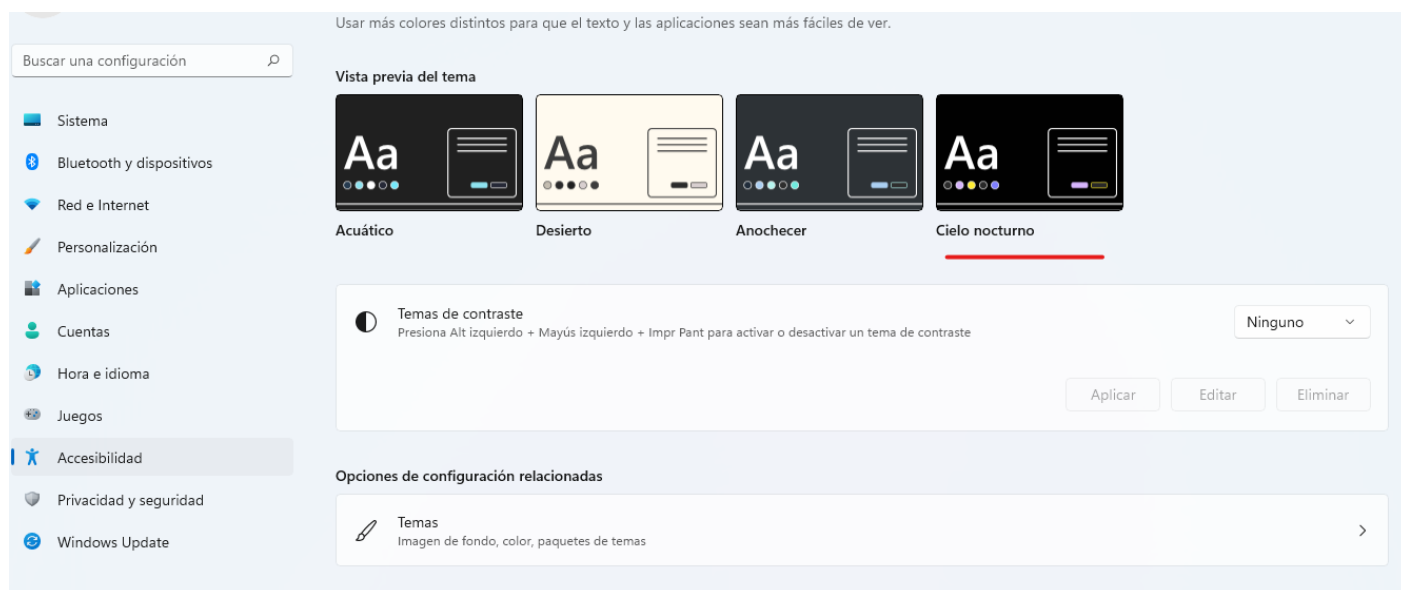 Usar más colores distintos para que el texto y las aplicaciones sean más fáciles de ver.
Buscar una configuración
Vista previa del tema
Sistema
Bluetooth y dispositivos
Red e Internet
Personalización
Aplicaciones
Cuentas
Hora e idioma
Juegos
Accesibilidad
Privacidad y seguridad
Windows Update
Aa
Aa
Aa
Aa
Acuático
Desierto
Anochecer
Cielo nocturno
Temas de contraste
Presiona Alt izquierdo + Mayús izquierdo + Impr Pant para activar o desactivar un tema de contraste
Ninguno
Aplicar
Editar
Eliminar
Opciones de configuración relacionadas
Temas
Imagen de fondo, color, paquetes de temas